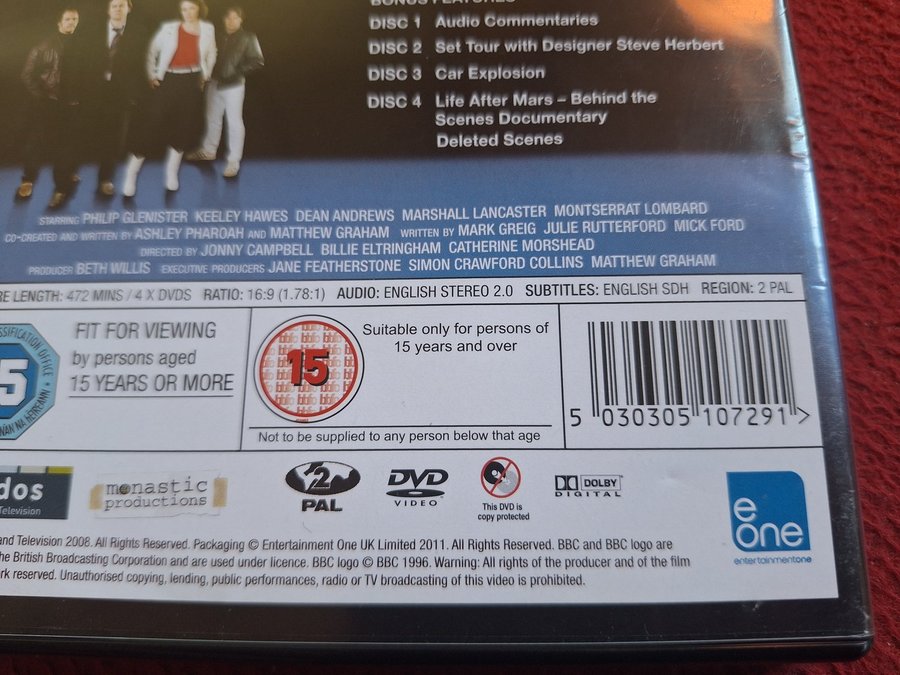 BONUS FEATURES
DISC 1 Audio Commentaries
DISC 2 Set Tour with Designer Steve Herbert
DISC 3 Car Explosion
DISC 4 Life After Mars – Behind the
Scenes Documentary
Deleted Scenes
STARRING PHILIP GLENISTER KEELEY HAWES DEAN ANDREWS MARSHALL LANCASTER MONTSERRAT LOMBARD
CO-CREATED AND WRITTEN BY ASHLEY PHAROAH AND MATTHEW GRAHAM WRITTEN BY MARK GREIG JULIE RUTTERFORD MICK FORD
DIRECTED BY JONNY CAMPBELL BILLIE ELTRINGHAM CATHERINE MORSHEAD
PRODUCER BETH WILLIS EXECUTIVE PRODUCERS JANE FEATHERSTONE SIMON CRAWFORD COLLINS MATTHEW GRAHAM
RE LENGTH: 472 MINS / 4 X DVDS RATIO: 16:9 (1.78:1) AUDIO: ENGLISH STEREO 2.0 SUBTITLES: ENGLISH SDH REGION: 2 PAL
FIT FOR VIEWING
by persons aged
15 YEARS OR MORE
15
Suitable only for persons of
15 years and over
Not to be supplied to any person below that age
5 030305 107291 >
dos
Television
monastic
productions
2
PAL
DVD
VIDEO
This DVD is
copy protected
DOLBY
DIGITAL
e
one
entertainmentone
and Television 2008. All Rights Reserved. Packaging © Entertainment One UK Limited 2011. All Rights Reserved. BBC and BBC logo are
the British Broadcasting Corporation and are used under licence. BBC logo © BBC 1996. Warning: All rights of the producer and of the film
rk reserved. Unauthorised copying, lending, public performances, radio or TV broadcasting of this video is prohibited.